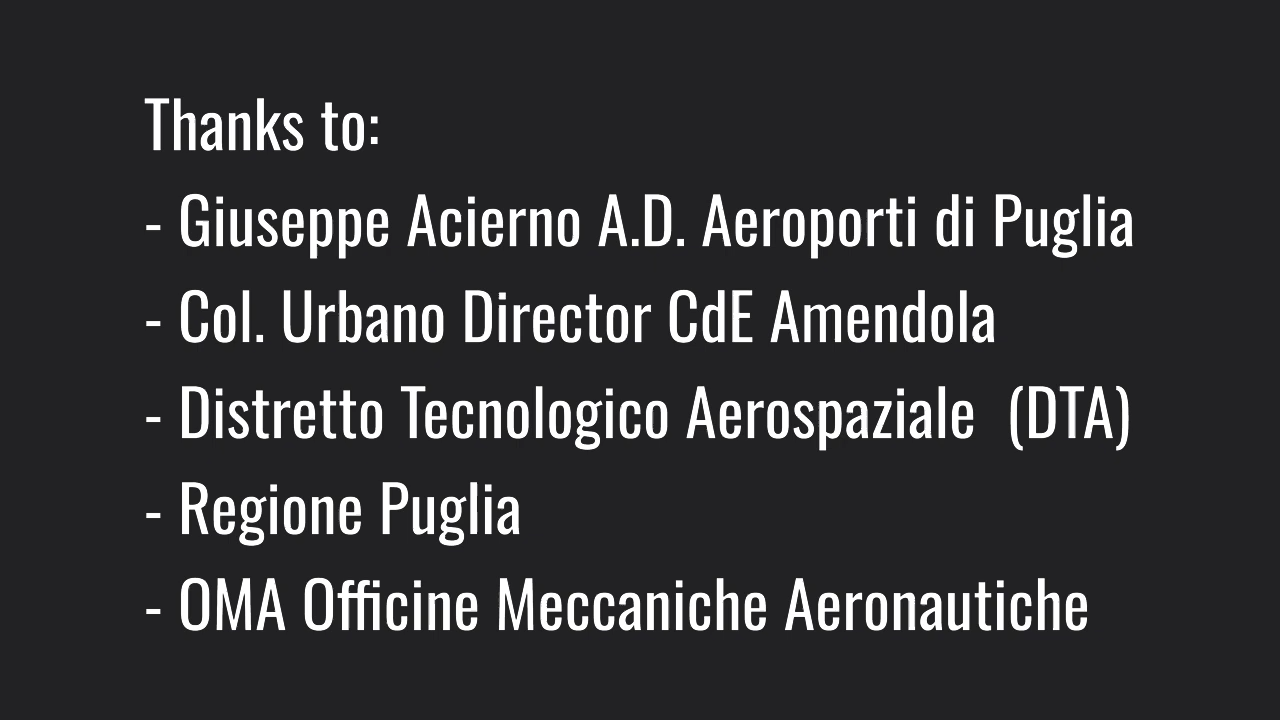 Thanks to:
- Giuseppe Acierno A.D. Aeroporti di Puglia
- Col. Urbano Director CdE Amendola
- Distretto Tecnologico Aerospaziale  (DTA)
- Regione Puglia
- OMA Officine Meccaniche Aeronautiche